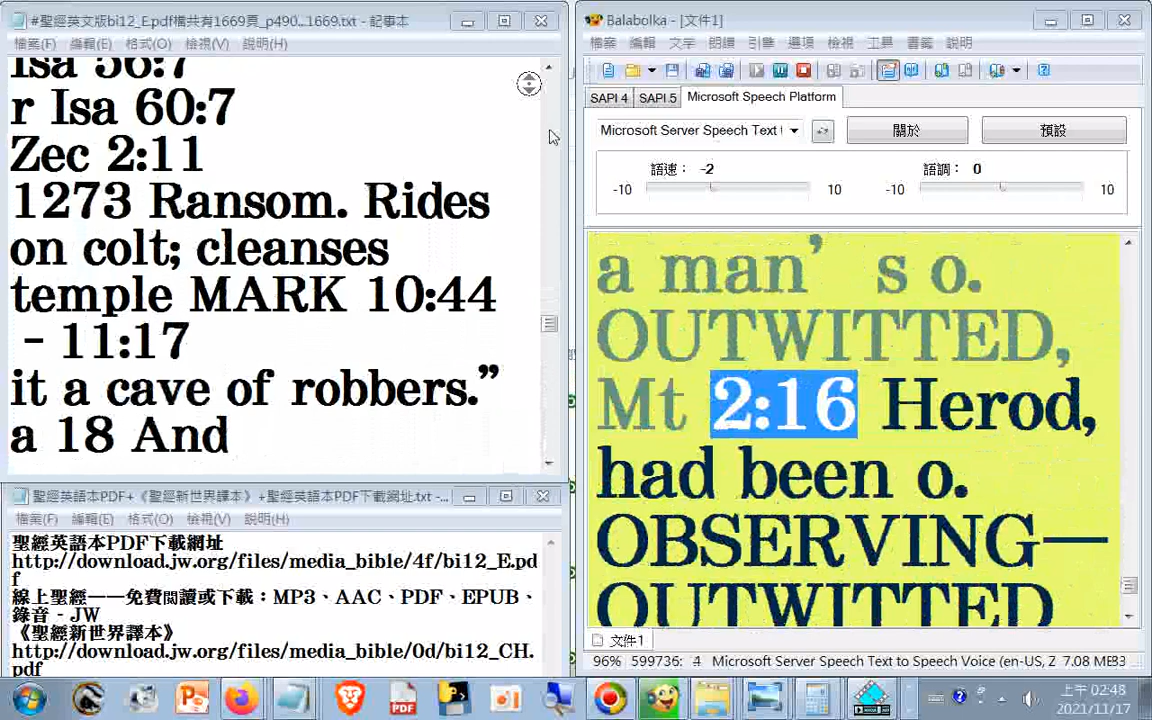 #聖經英文版bi12_E.pdf檔共有1669頁_p490...1669.txt - 記事本
檔案(F) 編輯(E) 格式(O) 檢視(V) 說明(H)
Isa 56:7
r Isa 60:7
Zec 2:11
1273 Ransom. Rides
on colt; cleanses
temple MARK 10:44
- 11:17
it a cave of robbers.”
a 18 And
聖經英語本PDF+《聖經新世界譯本》+聖經英語本PDF下載網址.txt - ...
檔案(F) 編輯(E) 格式(O) 檢視(V) 說明(H)
聖經英語本PDF下載網址
http://download.jw.org/files/media_bible/4f/bi12_E.pd
f
線上聖經——免費閱讀或下載：MP3、AAC、PDF、EPUB、
錄音 - JW
《聖經新世界譯本》
http://download.jw.org/files/media_bible/0d/bi12_CH.
pdf
Balabolka - [文件1]
檔案 編輯 文字 朗讀 引擎 選項 檢視 工具 書籤 說明
SAPI 4 SAPI 5 Microsoft Speech Platform
Microsoft Server Speech Text 關於 預設
語速： -2 語調： 0
-10 10 -10 10
a man’ s o.
OUTWITTED,
Mt 2:16 Herod,
had been o.
OBSERVING—
OUTWITTED
文件1
96% 599736: 4 Microsoft Server Speech Text to Speech Voice (en-US, Z 7.08 MB
上午 02:48
2021/11/17